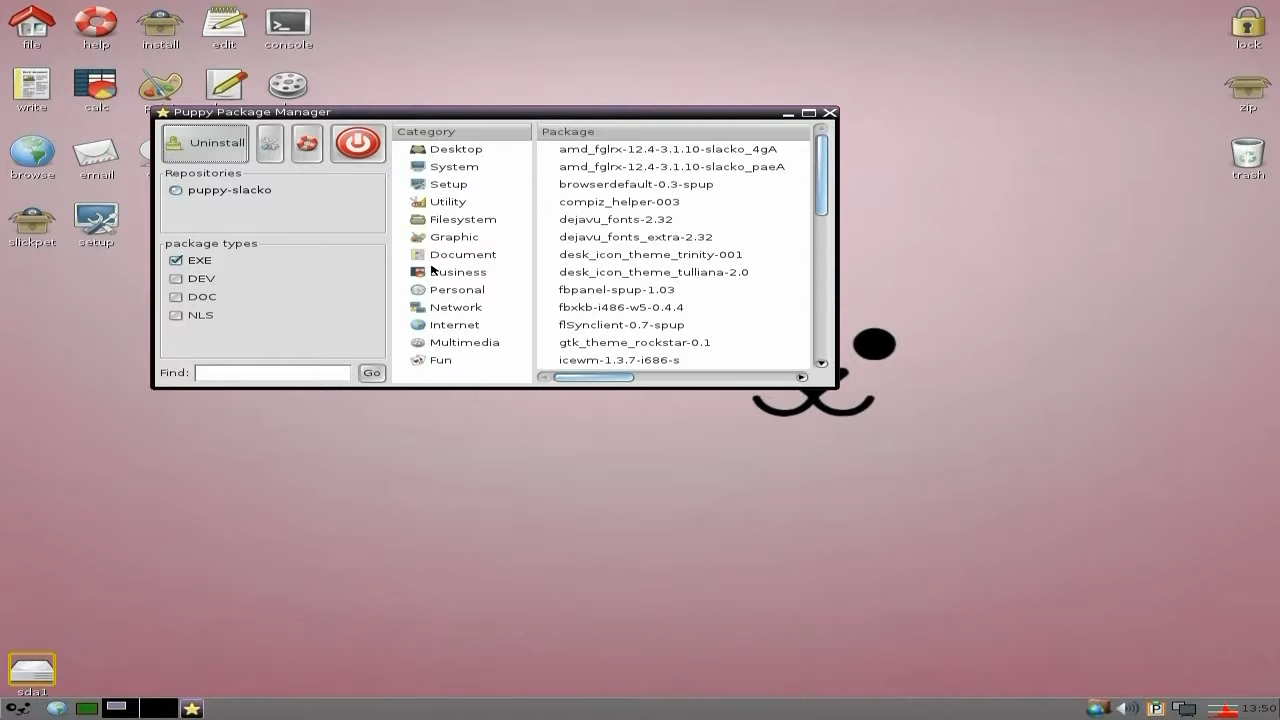 file
help
install
edit
console
lock
write
calc
zip
browse
email
trash
slickpet
setup
Puppy Package Manager
Uninstall
Repositories
puppy-slacko
package types
EXE
DEV
DOC
NLS
Find:
Go
Category
Desktop
System
Setup
Utility
Filesystem
Graphic
Document
Business
Personal
Network
Internet
Multimedia
Fun
Package
amd_fglrx-12.4-3.1.10-slacko_4gA
amd_fglrx-12.4-3.1.10-slacko_paeA
browserdefault-0.3-spup
compiz_helper-003
dejavu_fonts-2.32
dejavu_fonts_extra-2.32
desk_icon_theme_trinity-001
desk_icon_theme_tulliana-2.0
fbpanel-spup-1.03
fbxkb-i486-w5-0.4.4
flSynclient-0.7-spup
gtk_theme_rockstar-0.1
icewm-1.3.7-i686-s
sda1
13:50